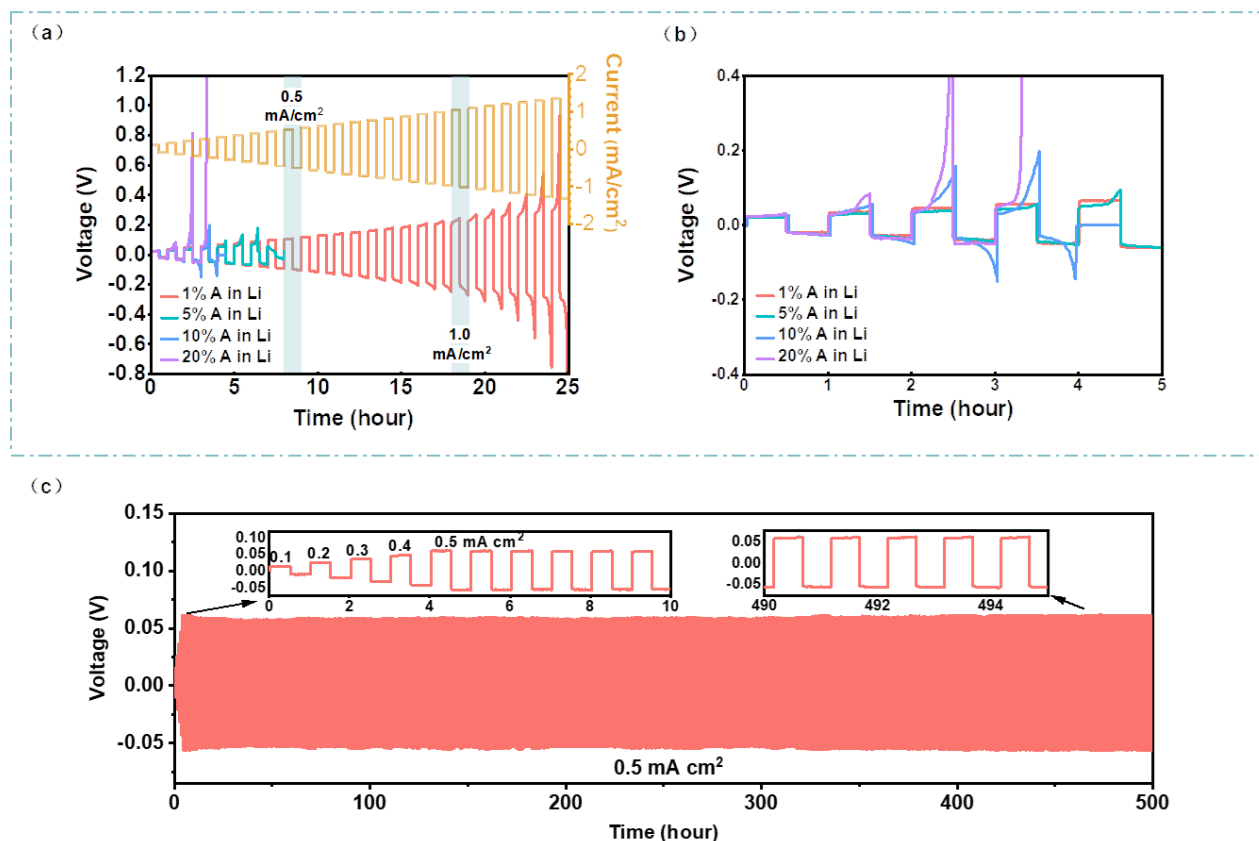 (a)
1.2
1.0
0.8
0.6
0.4
0.2
0.0
-0.2
-0.4
-0.6
-0.8
Voltage (V)
0.5
mA/cm²
1.0
mA/cm²
1% A in Li
5% A in Li
10% A in Li
20% A in Li
2
1
0
-1
-2
Current (mA/cm²)
0 5 10 15 20 25
Time (hour)
(b)
0.4
0.2
0.0
-0.2
-0.4
Voltage (V)
1% A in Li
5% A in Li
10% A in Li
20% A in Li
0 1 2 3 4 5
Time (hour)
(c)
0.15
0.10
0.05
0.00
-0.05
Voltage (V)
0.10
0.05
0.00
-0.05
0.1 0.2 0.3 0.4 0.5 mA cm²
0 2 4 6 8 10
0.05
0.00
-0.05
490 492 494
0.5 mA cm²
0 100 200 300 400 500
Time (hour)